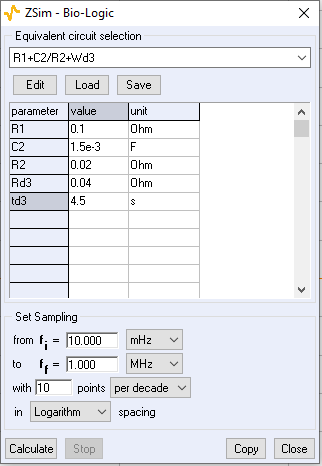 ZSim - Bio-Logic
Equivalent circuit selection
R1+C2/R2+Wd3
Edit Load Save
parameter value unit
R1 0.1 Ohm
C2 1.5e-3 F
R2 0.02 Ohm
Rd3 0.04 Ohm
td3 4.5 s
Set Sampling
from fi = 10.000 mHz
to ff = 1.000 MHz
with 10 points per decade
in Logarithm spacing
Calculate Stop Copy Close